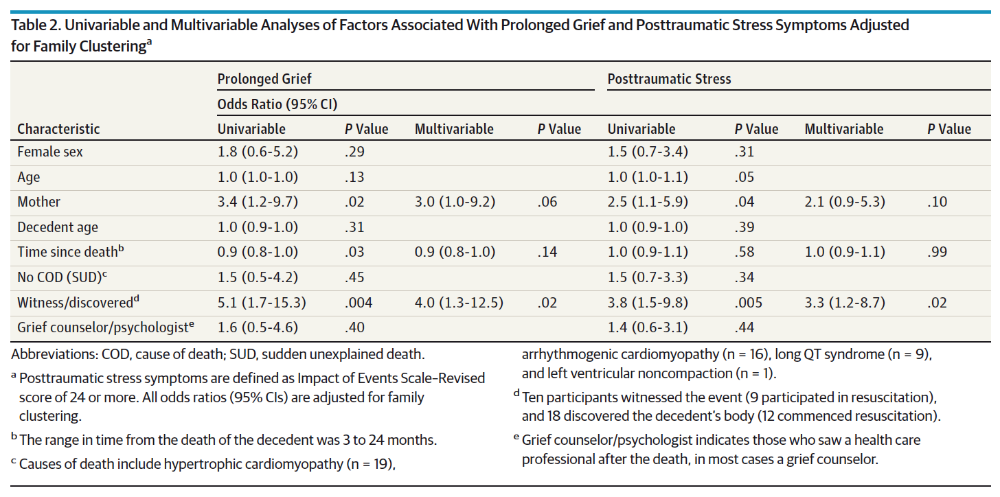 Table 2. Univariable and Multivariable Analyses of Factors Associated With Prolonged Grief and Posttraumatic Stress Symptoms Adjusted
for Family Clusteringᵃ
Prolonged Grief Posttraumatic Stress
Odds Ratio (95% CI)
Characteristic Univariable P Value Multivariable P Value Univariable P Value Multivariable P Value
Female sex 1.8 (0.6-5.2) .29 1.5 (0.7-3.4) .31
Age 1.0 (1.0-1.0) .13 1.0 (1.0-1.1) .05
Mother 3.4 (1.2-9.7) .02 3.0 (1.0-9.2) .06 2.5 (1.1-5.9) .04 2.1 (0.9-5.3) .10
Decedent age 1.0 (0.9-1.0) .31 1.0 (0.9-1.0) .39
Time since deathᵇ 0.9 (0.8-1.0) .03 0.9 (0.8-1.0) .14 1.0 (0.9-1.1) .58 1.0 (0.9-1.1) .99
No COD (SUD)ᶜ 1.5 (0.5-4.2) .45 1.5 (0.7-3.3) .34
Witness/discoveredᵈ 5.1 (1.7-15.3) .004 4.0 (1.3-12.5) .02 3.8 (1.5-9.8) .005 3.3 (1.2-8.7) .02
Grief counselor/psychologistᵉ 1.6 (0.5-4.6) .40 1.4 (0.6-3.1) .44
Abbreviations: COD, cause of death; SUD, sudden unexplained death.
ᵃ Posttraumatic stress symptoms are defined as Impact of Events Scale–Revised
score of 24 or more. All odds ratios (95% CIs) are adjusted for family
clustering.
ᵇ The range in time from the death of the decedent was 3 to 24 months.
ᶜ Causes of death include hypertrophic cardiomyopathy (n = 19),
arrhythmogenic cardiomyopathy (n = 16), long QT syndrome (n = 9),
and left ventricular noncompaction (n = 1).
ᵈ Ten participants witnessed the event (9 participated in resuscitation),
and 18 discovered the decedent's body (12 commenced resuscitation).
ᵉ Grief counselor/psychologist indicates those who saw a health care
professional after the death, in most cases a grief counselor.